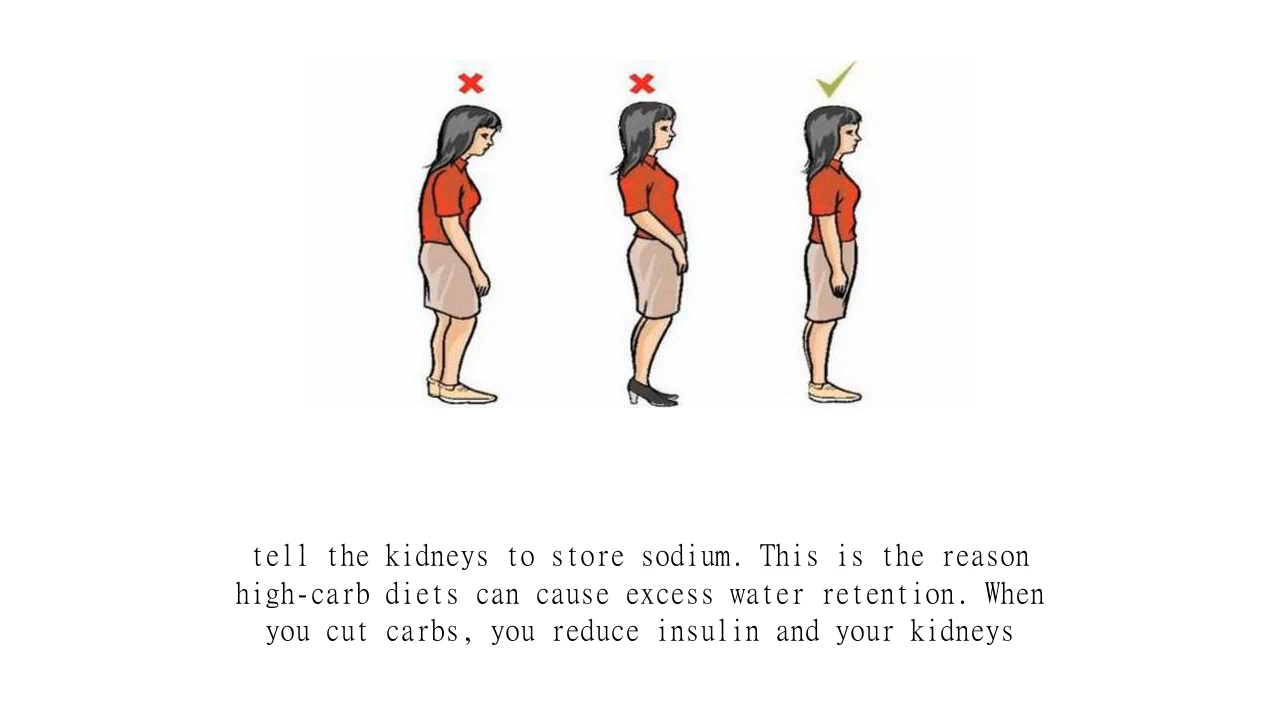 tell the kidneys to store sodium. This is the reason
high-carb diets can cause excess water retention. When
you cut carbs, you reduce insulin and your kidneys